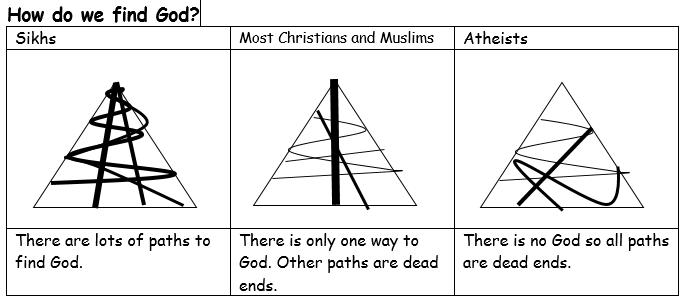 How do we find God?
Sikhs
Most Christians and Muslims
Atheists
There are lots of paths to
find God.
There is only one way to
God. Other paths are dead
ends.
There is no God so all paths
are dead ends.